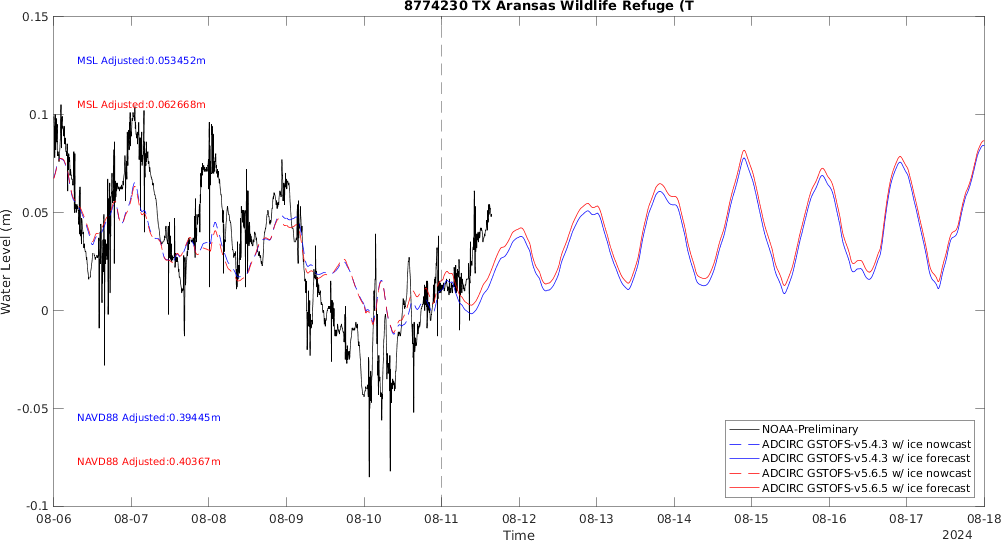 8774230 TX Aransas Wildlife Refuge (T
0.15
MSL Adjusted:0.053452m
MSL Adjusted:0.062668m
0.1
0.05
Water Level (m)
0
-0.05
NAVD88 Adjusted:0.39445m
NAVD88 Adjusted:0.40367m
-0.1
NOAA-Preliminary
ADCIRC GSTOFS-v5.4.3 w/ ice nowcast
ADCIRC GSTOFS-v5.4.3 w/ ice forecast
ADCIRC GSTOFS-v5.6.5 w/ ice nowcast
ADCIRC GSTOFS-v5.6.5 w/ ice forecast
08-06 08-07 08-08 08-09 08-10 08-11 08-12 08-13 08-14 08-15 08-16 08-17 08-18
Time
2024